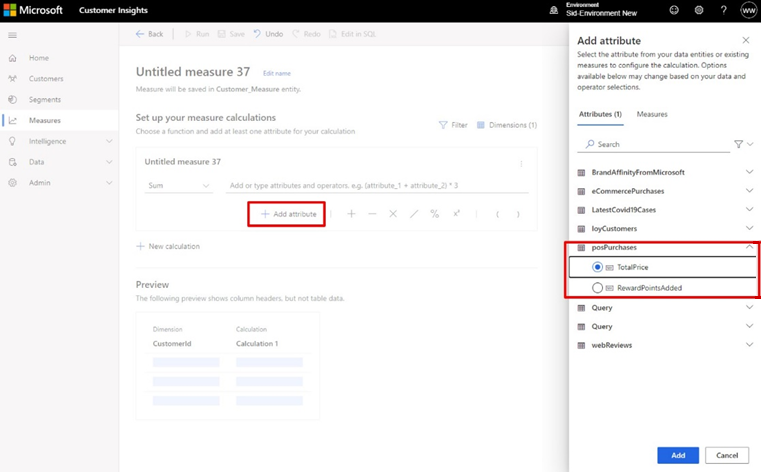 Microsoft Customer Insights
Environment
Sid-Environment New
WW
Home
Customers
Segments
Measures
Intelligence
Data
Admin
Back
Run
Save
Undo
Redo
Edit in SQL
Untitled measure 37 Edit name
Measure will be saved in Customer_Measure entity.
Set up your measure calculations
Choose a function and add at least one attribute for your calculation
Filter
Dimensions (1)
Untitled measure 37
Sum
Add or type attributes and operators, e.g. (attribute_1 + attribute_2) * 3
+ Add attribute
+ − × / % x² ( )
+ New calculation
Preview
The following preview shows column headers, but not table data.
Dimension Calculation
CustomerId Calculation 1
Add attribute
Select the attribute from your data entities or existing
measures to configure the calculation. Options
available below may change based on your data and
operator selections.
Attributes (1) Measures
Search
BrandAffinityFromMicrosoft
eCommercePurchases
LatestCovid19Cases
loyCustomers
posPurchases
TotalPrice
RewardPointsAdded
Query
Query
webReviews
Add
Cancel